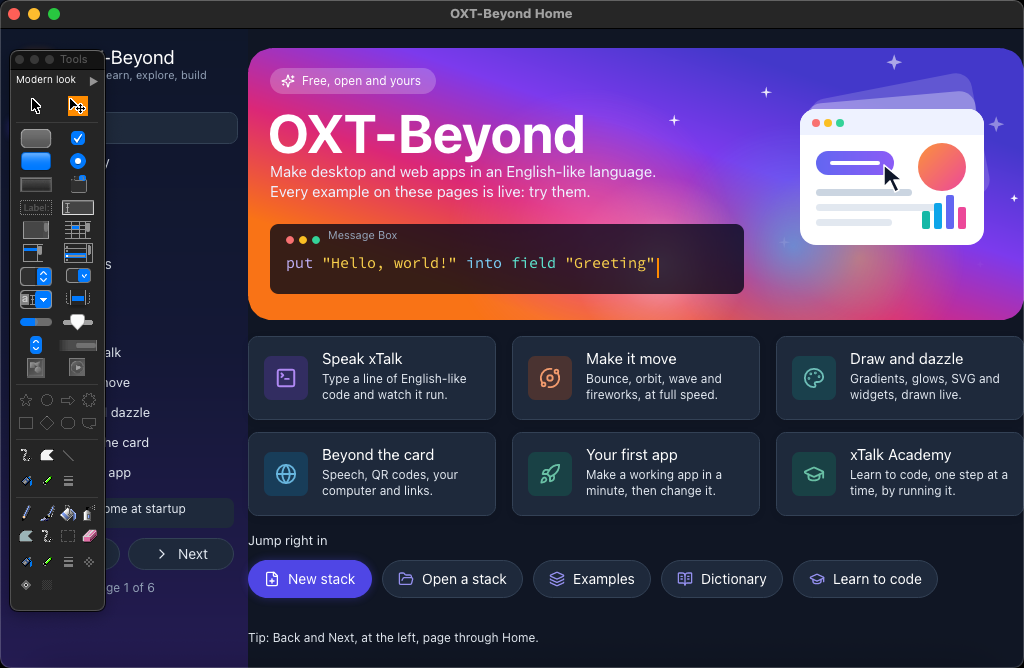 OXT-Beyond Home
Tools
Modern look
Label:
-Beyond
earn, explore, build
ome at startup
Next
ge 1 of 6
Free, open and yours
OXT-Beyond
Make desktop and web apps in an English-like language.
Every example on these pages is live: try them.
Message Box
put "Hello, world!" into field "Greeting"
Speak xTalk
Type a line of English-like
code and watch it run.
Make it move
Bounce, orbit, wave and
fireworks, at full speed.
Draw and dazzle
Gradients, glows, SVG and
widgets, drawn live.
Beyond the card
Speech, QR codes, your
computer and links.
Your first app
Make a working app in a
minute, then change it.
xTalk Academy
Learn to code, one step at a
time, by running it.
Jump right in
New stack
Open a stack
Examples
Dictionary
Learn to code
Tip: Back and Next, at the left, page through Home.